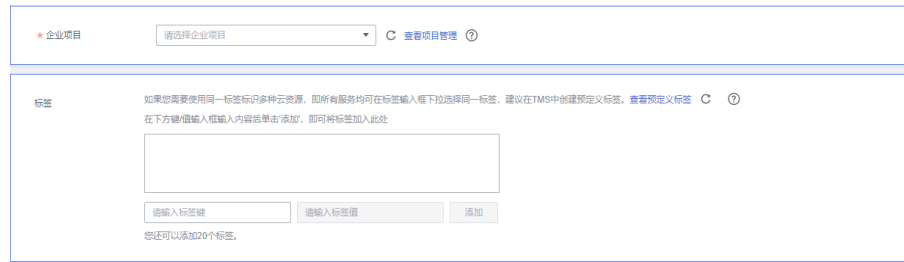 * 企业项目 请选择企业项目 查看项目管理 ?
标签 如果您需要使用同一标签标识多种云资源，即所有服务均可在标签输入框下拉选择同一标签，建议在TMS中创建预定义标签。查看预定义标签 ?
在下方键/值输入框输入内容后单击'添加'，即可将标签加入此处
请输入标签键 请输入标签值 添加
您还可以添加20个标签。